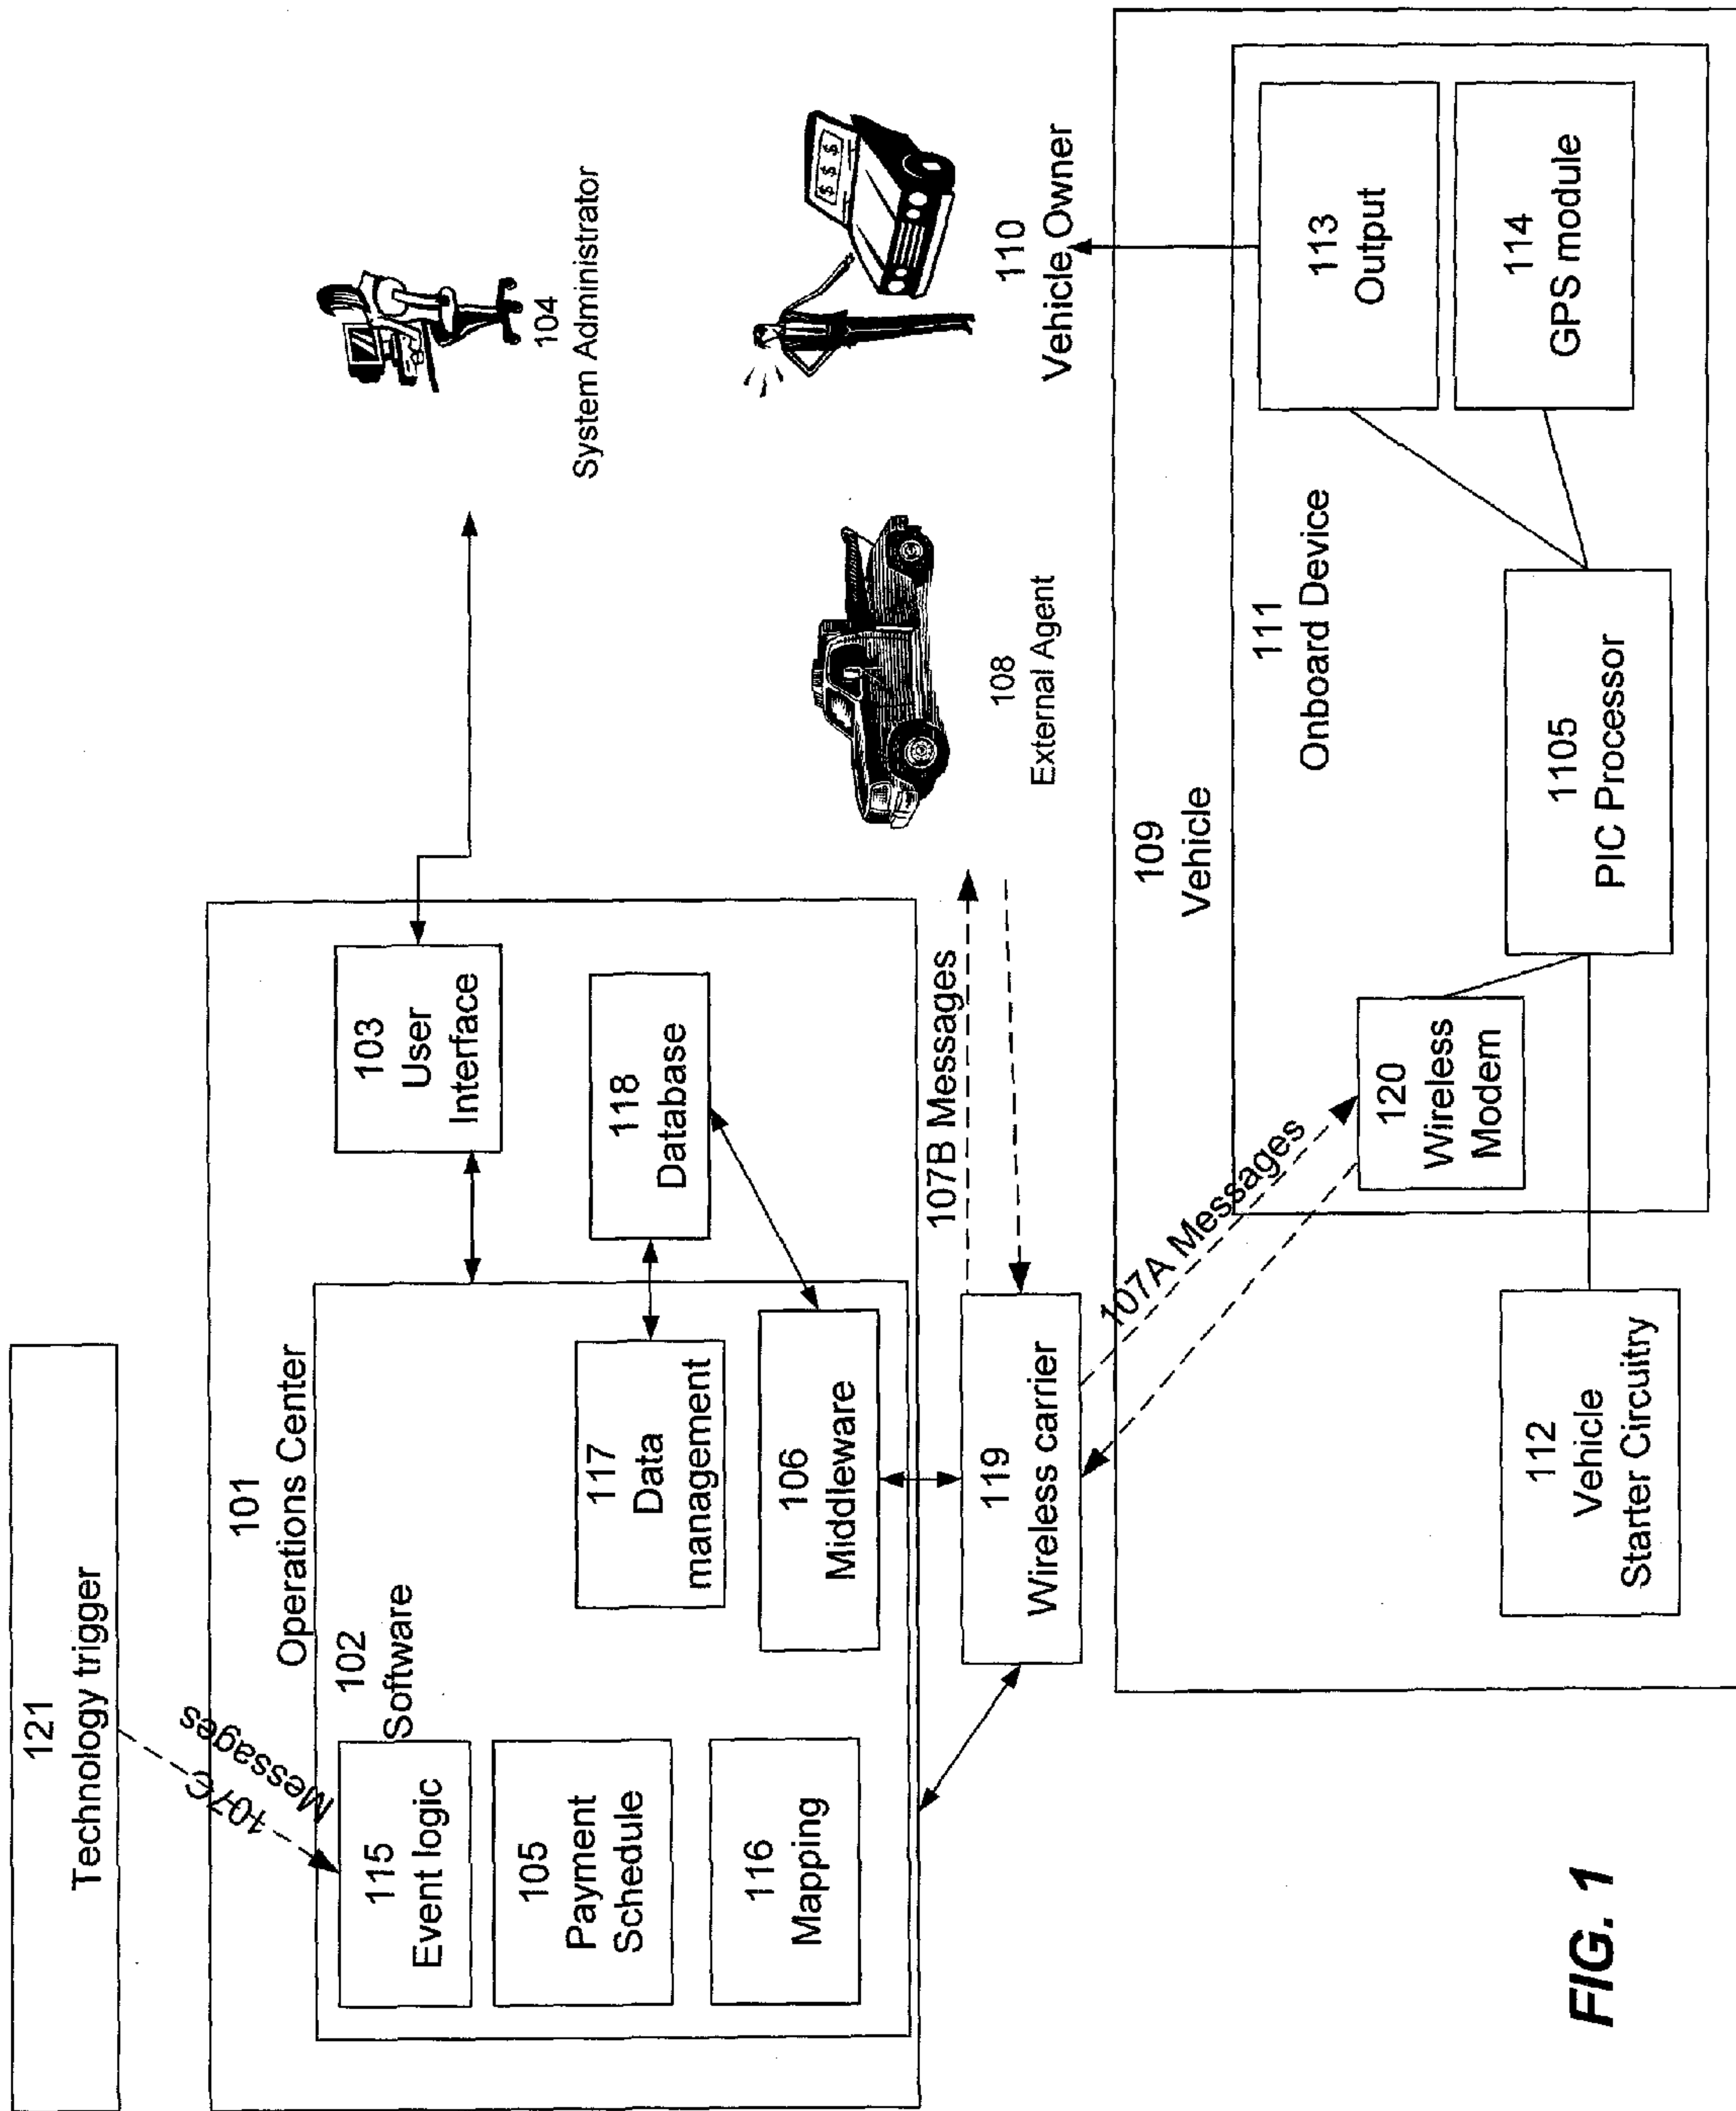 121
Technology trigger
107C
Messages
101
Operations Center
102
Software
115
Event logic
105
Payment
Schedule
116
Mapping
117
Data
management
106
Middleware
103
User
Interface
118
Database
104
System Administrator
119
Wireless carrier
107B Messages
107A Messages
108
External Agent
$ $ $
110
Vehicle Owner
109
Vehicle
111
Onboard Device
112
Vehicle
Starter Circuitry
120
Wireless
Modem
1105
PIC Processor
113
Output
114
GPS module
FIG. 1